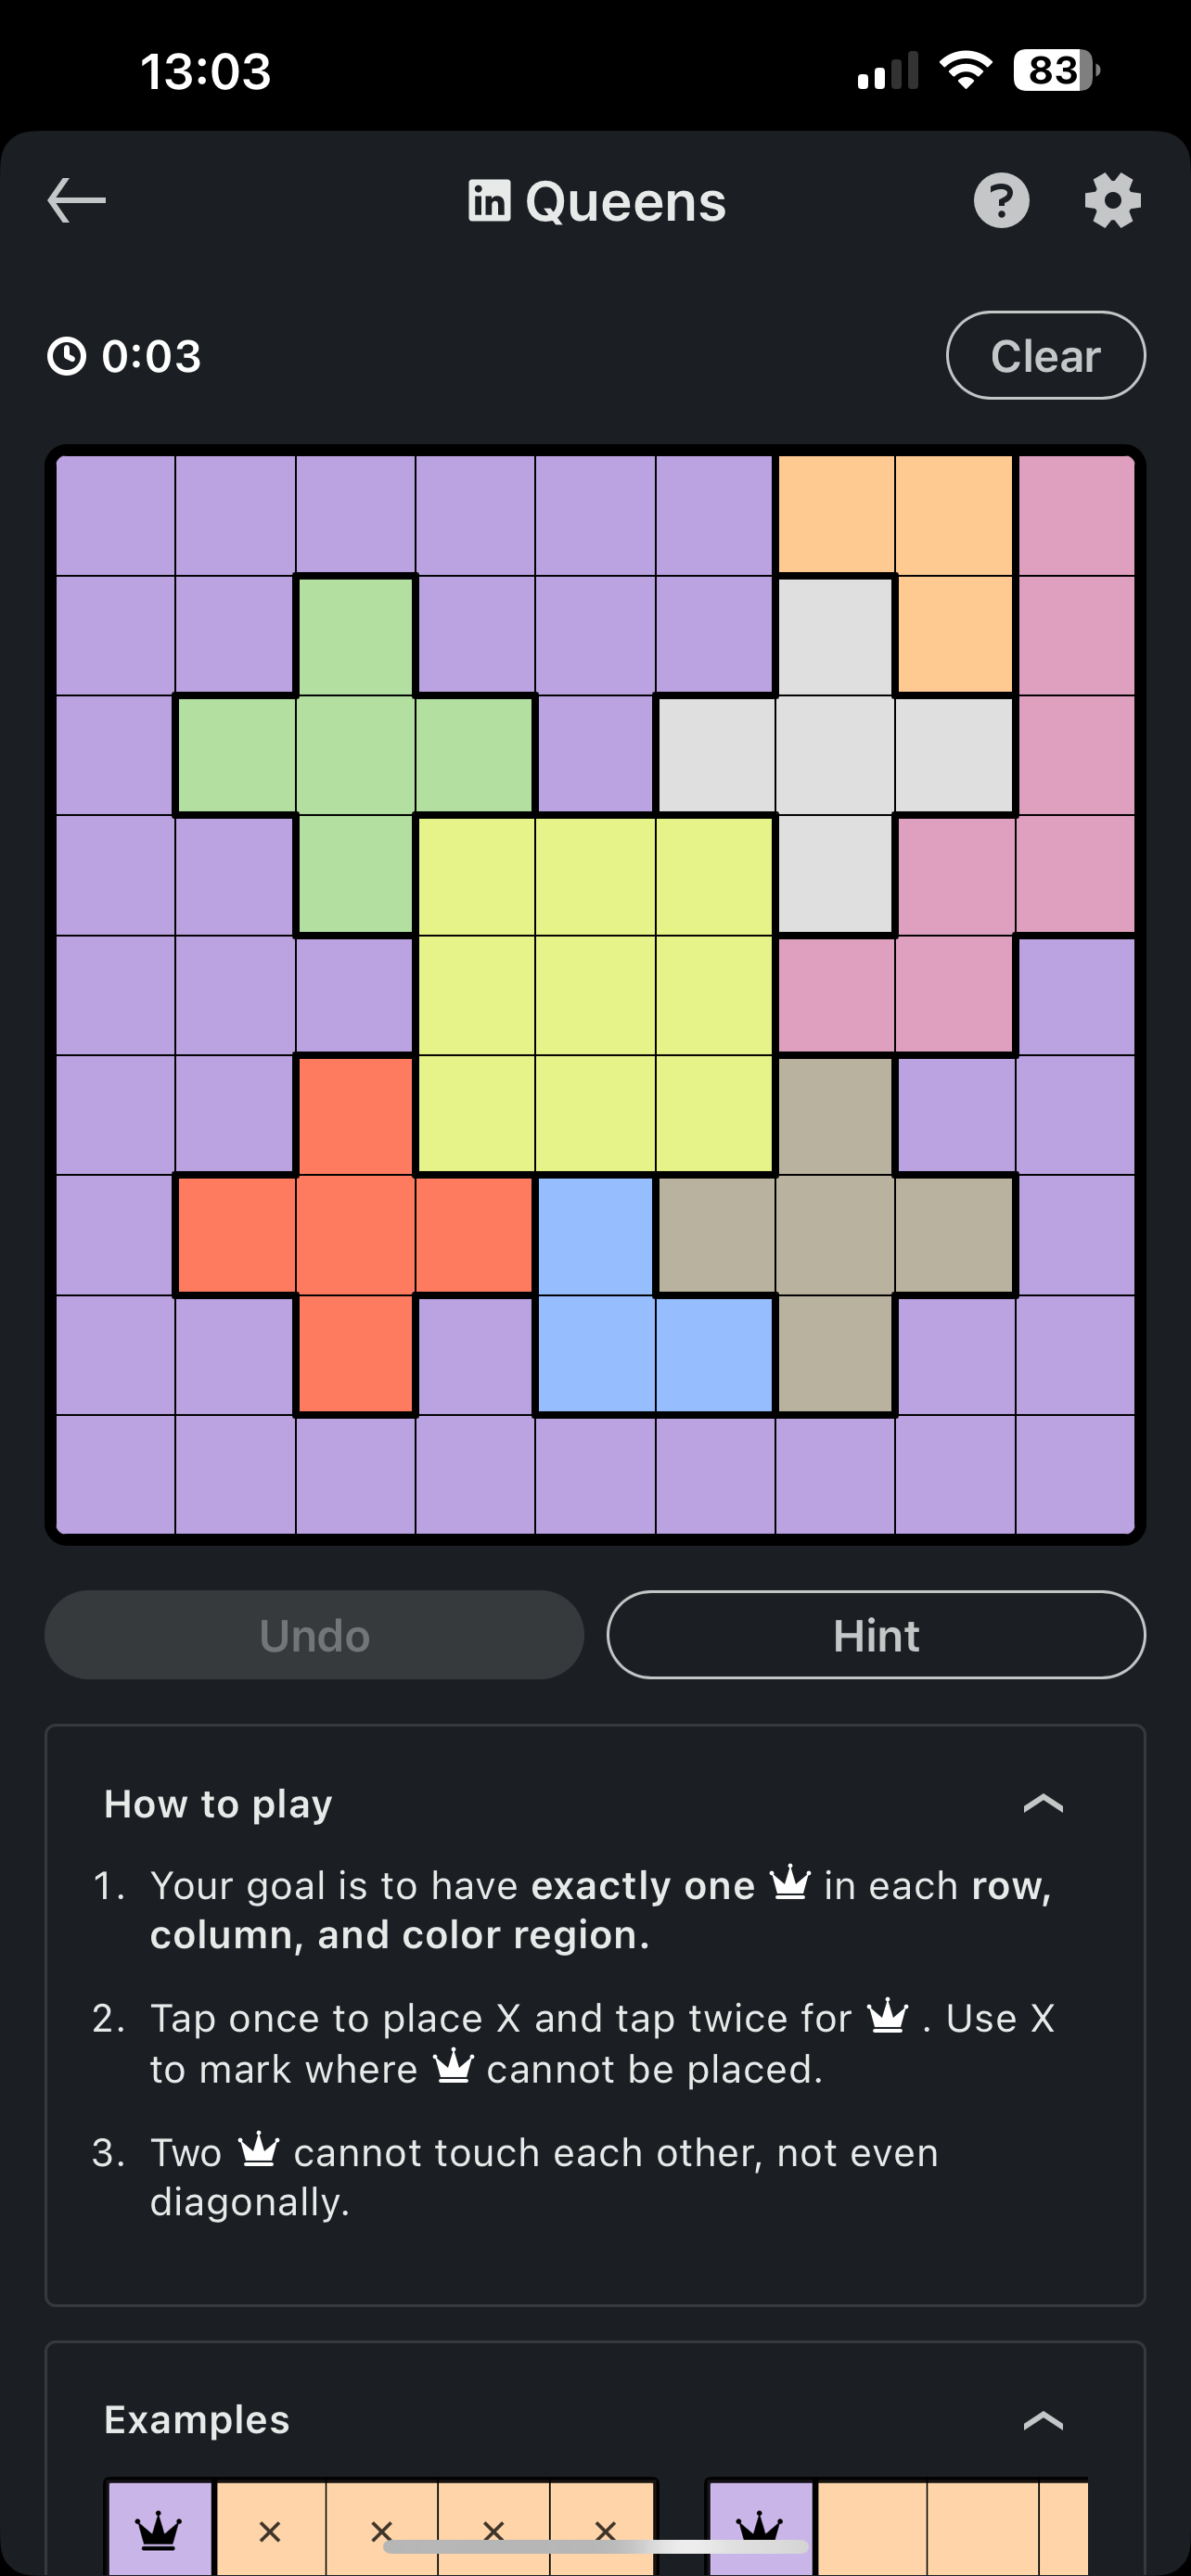 13:03
83
in Queens
?
0:03
Clear
Undo
Hint
How to play
1. Your goal is to have exactly one in each row,
column, and color region.
2. Tap once to place X and tap twice for . Use X
to mark where cannot be placed.
3. Two cannot touch each other, not even
diagonally.
Examples
× × × ×